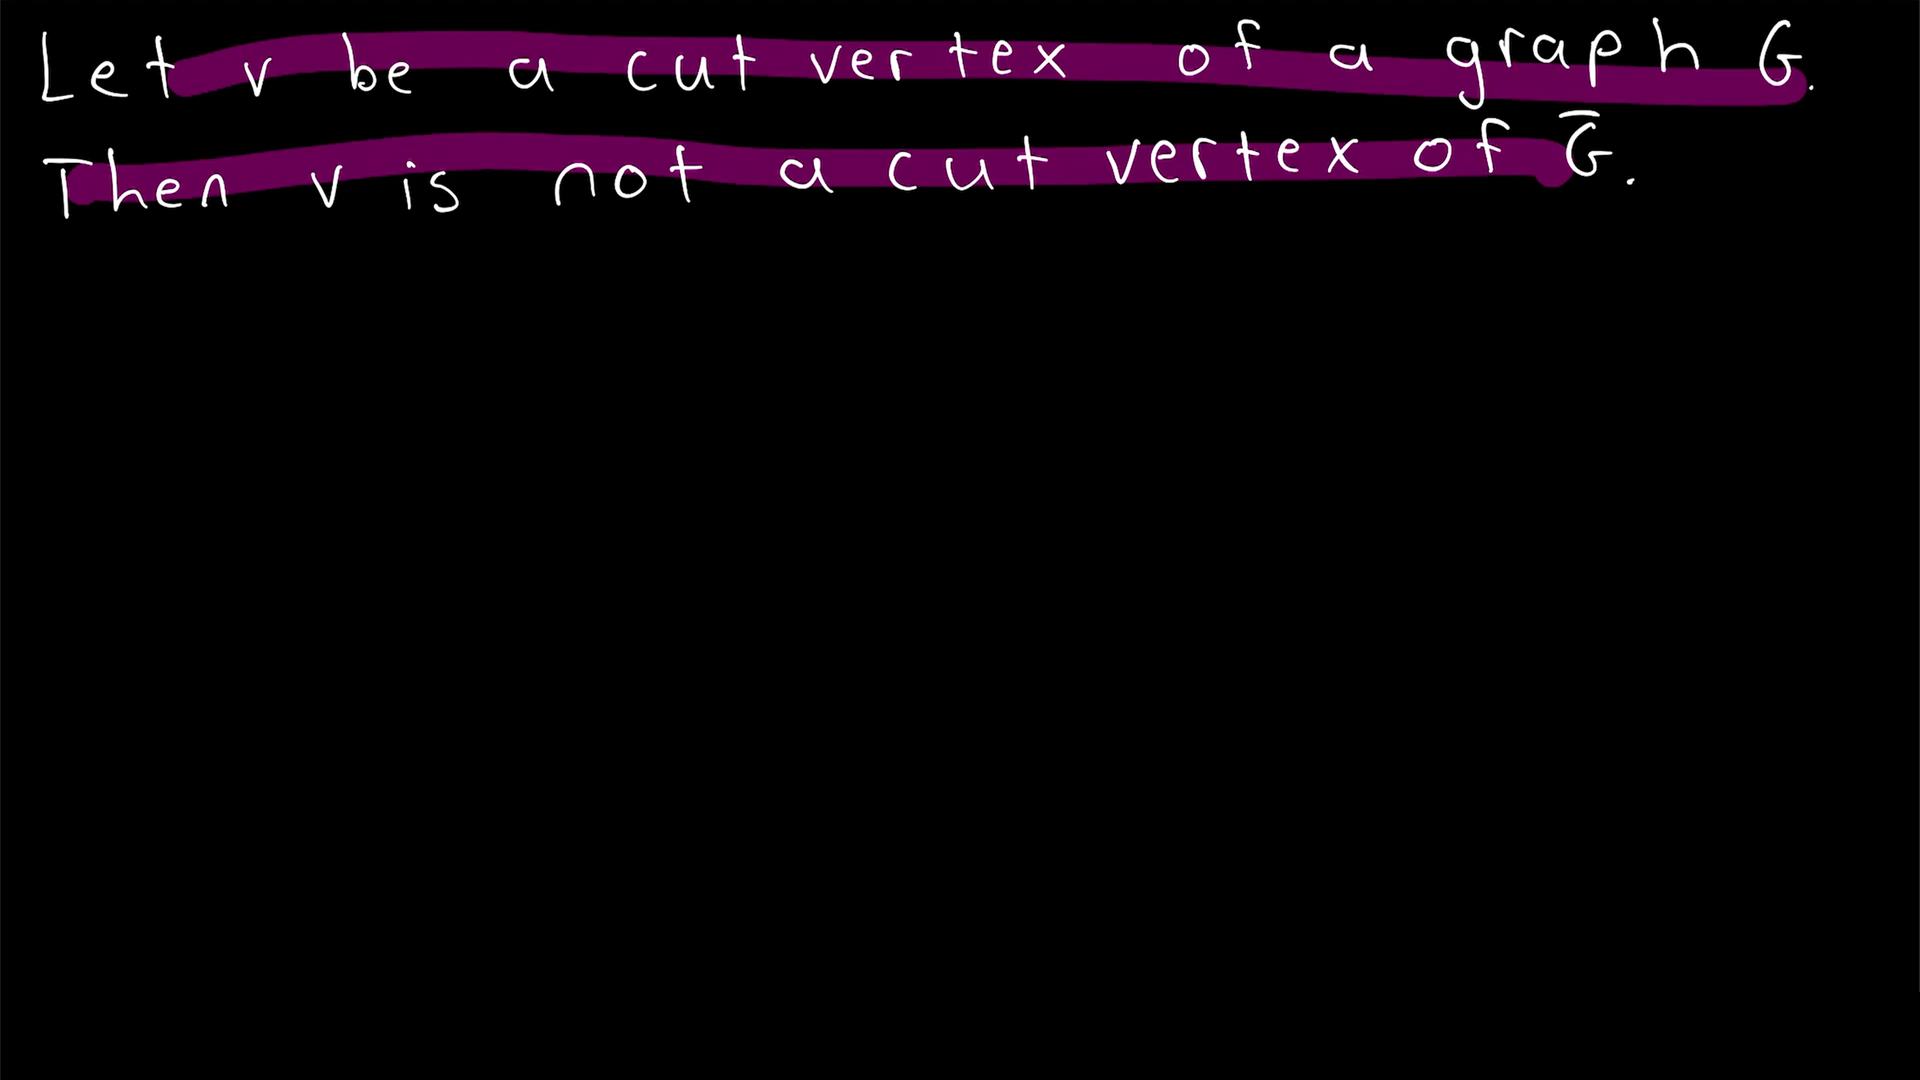 Let v be a cut vertex of a graph G.
Then v is not a cut vertex of G̅.